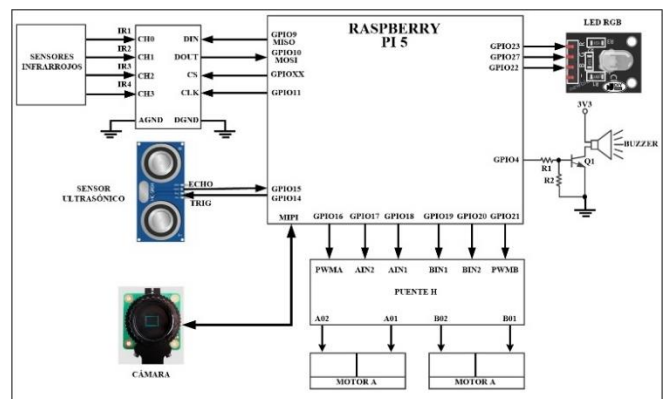 RASPBERRY
PI 5
SENSORES
INFRARROJOS
IR1
IR2
IR3
IR4
CH0
CH1
CH2
CH3
AGND
DIN
DOUT
CS
CLK
DGND
GPIO9
MISO
GPIO10
MOSI
GPIOXX
GPIO11
GPIO23
GPIO27
GPIO22
LED RGB
3V3
BUZZER
GPIO4
R1
R2
Q1
SENSOR
ULTRASÓNICO
ECHO
TRIG
GPIO15
GPIO14
MIPI
GPIO16
GPIO17
GPIO18
GPIO19
GPIO20
GPIO21
PWMA
AIN2
AIN1
BIN1
BIN2
PWMB
PUENTE H
A02
A01
B02
B01
MOTOR A
MOTOR A
CÁMARA